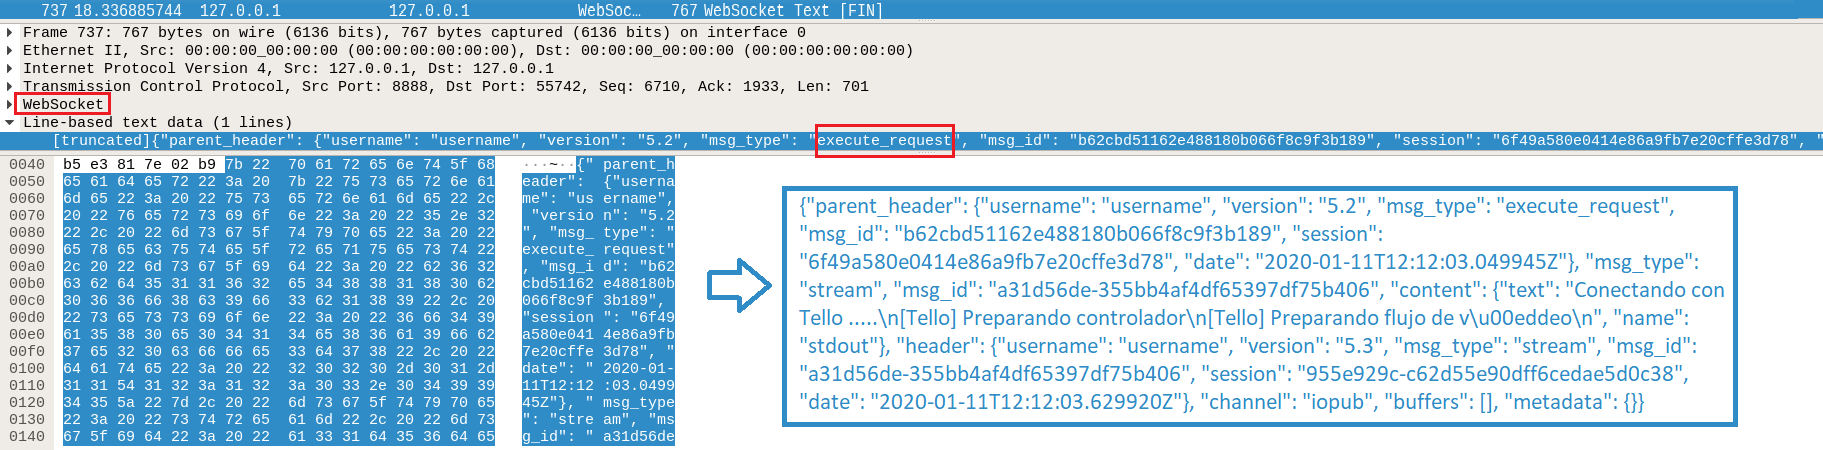 737 18.336885744 127.0.0.1 127.0.0.1 WebSoc… 767 WebSocket Text [FIN]
Frame 737: 767 bytes on wire (6136 bits), 767 bytes captured (6136 bits) on interface 0
Ethernet II, Src: 00:00:00_00:00:00 (00:00:00:00:00:00), Dst: 00:00:00_00:00:00 (00:00:00:00:00:00)
Internet Protocol Version 4, Src: 127.0.0.1, Dst: 127.0.0.1
Transmission Control Protocol, Src Port: 8888, Dst Port: 55742, Seq: 6710, Ack: 1933, Len: 701
WebSocket
Line-based text data (1 lines)
[truncated]{"parent_header": {"username": "username", "version": "5.2", "msg_type": "execute_request", "msg_id": "b62cbd51162e488180b066f8c9f3b189", "session": "6f49a580e0414e86a9fb7e20cffe3d78", "
0040 b5 e3 81 7e 02 b9 7b 22 70 61 72 65 6e 74 5f 68 ···~··{" parent_h
0050 65 61 64 65 72 22 3a 20 7b 22 75 73 65 72 6e 61 eader": {"userna
0060 6d 65 22 3a 20 22 75 73 65 72 6e 61 6d 65 22 2c me": "us ername",
0070 20 22 76 65 72 73 69 6f 6e 22 3a 20 22 35 2e 32 "versio n": "5.2
0080 22 2c 20 22 6d 73 67 5f 74 79 70 65 22 3a 20 22 ", "msg_ type": "
0090 65 78 65 63 75 74 65 5f 72 65 71 75 65 73 74 22 execute_ request"
00a0 2c 20 22 6d 73 67 5f 69 64 22 3a 20 22 62 36 32 , "msg_i d": "b62
00b0 63 62 64 35 31 31 36 32 65 34 38 38 31 38 30 62 cbd51162 e488180b
00c0 30 36 36 66 38 63 39 66 33 62 31 38 39 22 2c 20 066f8c9f 3b189",
00d0 22 73 65 73 73 69 6f 6e 22 3a 20 22 36 66 34 39 "session ": "6f49
00e0 61 35 38 30 65 30 34 31 34 65 38 36 61 39 66 62 a580e041 4e86a9fb
00f0 37 65 32 30 63 66 66 65 33 64 37 38 22 2c 20 22 7e20cffe 3d78", "
0100 64 61 74 65 22 3a 20 22 32 30 32 30 2d 30 31 2d date": " 2020-01-
0110 31 31 54 31 32 3a 31 32 3a 30 33 2e 30 34 39 39 11T12:12 :03.0499
0120 34 35 5a 22 7d 2c 20 22 6d 73 67 5f 74 79 70 65 45Z"}, " msg_type
0130 22 3a 20 22 73 74 72 65 61 6d 22 2c 20 22 6d 73 ": "stre am", "ms
0140 67 5f 69 64 22 3a 20 22 61 33 31 64 35 36 64 65 g_id": " a31d56de
{"parent_header": {"username": "username", "version": "5.2", "msg_type": "execute_request",
"msg_id": "b62cbd51162e488180b066f8c9f3b189", "session":
"6f49a580e0414e86a9fb7e20cffe3d78", "date": "2020-01-11T12:12:03.049945Z"}, "msg_type":
"stream", "msg_id": "a31d56de-355bb4af4df65397df75b406", "content": {"text": "Conectando con
Tello .....\n[Tello] Preparando controlador\n[Tello] Preparando flujo de v\u00eddeo\n", "name":
"stdout"}, "header": {"username": "username", "version": "5.3", "msg_type": "stream", "msg_id":
"a31d56de-355bb4af4df65397df75b406", "session": "955e929c-c62d55e90dff6cedae5d0c38",
"date": "2020-01-11T12:12:03.629920Z"}, "channel": "iopub", "buffers": [], "metadata": {}}